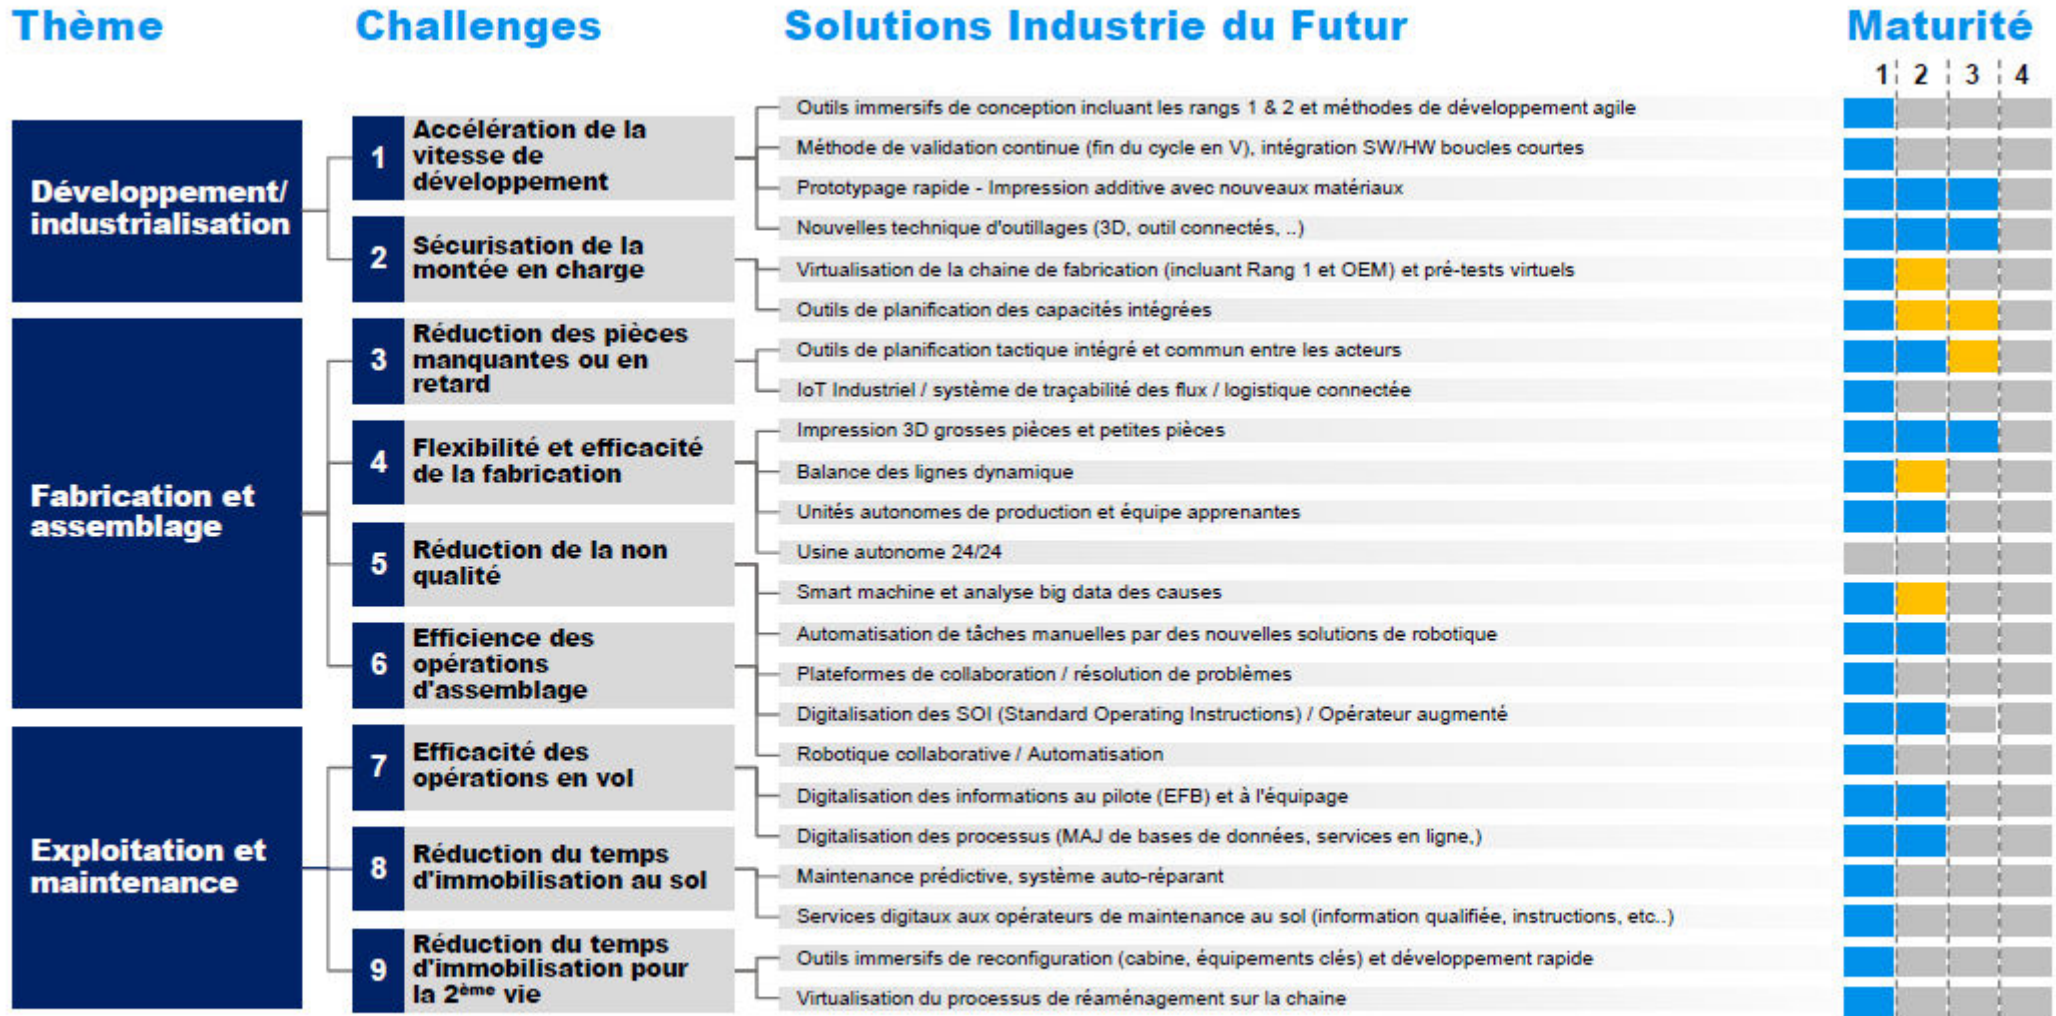 Thème
Challenges
Solutions Industrie du Futur
Maturité
1 2 3 4
Développement/
industrialisation
Fabrication et
assemblage
Exploitation et
maintenance
1
Accélération de la
vitesse de
développement
2
Sécurisation de la
montée en charge
3
Réduction des pièces
manquantes ou en
retard
4
Flexibilité et efficacité
de la fabrication
5
Réduction de la non
qualité
6
Efficience des
opérations
d'assemblage
7
Efficacité des
opérations en vol
8
Réduction du temps
d'immobilisation au sol
9
Réduction du temps
d'immobilisation pour
la 2ème vie
Outils immersifs de conception incluant les rangs 1 & 2 et méthodes de développement agile
Méthode de validation continue (fin du cycle en V), intégration SW/HW boucles courtes
Prototypage rapide - Impression additive avec nouveaux matériaux
Nouvelles technique d'outillages (3D, outil connectés, ..)
Virtualisation de la chaine de fabrication (incluant Rang 1 et OEM) et pré-tests virtuels
Outils de planification des capacités intégrées
Outils de planification tactique intégré et commun entre les acteurs
IoT Industriel / système de traçabilité des flux / logistique connectée
Impression 3D grosses pièces et petites pièces
Balance des lignes dynamique
Unités autonomes de production et équipe apprenantes
Usine autonome 24/24
Smart machine et analyse big data des causes
Automatisation de tâches manuelles par des nouvelles solutions de robotique
Plateformes de collaboration / résolution de problèmes
Digitalisation des SOI (Standard Operating Instructions) / Opérateur augmenté
Robotique collaborative / Automatisation
Digitalisation des informations au pilote (EFB) et à l'équipage
Digitalisation des processus (MAJ de bases de données, services en ligne,)
Maintenance prédictive, système auto-réparant
Services digitaux aux opérateurs de maintenance au sol (information qualifiée, instructions, etc..)
Outils immersifs de reconfiguration (cabine, équipements clés) et développement rapide
Virtualisation du processus de réaménagement sur la chaine